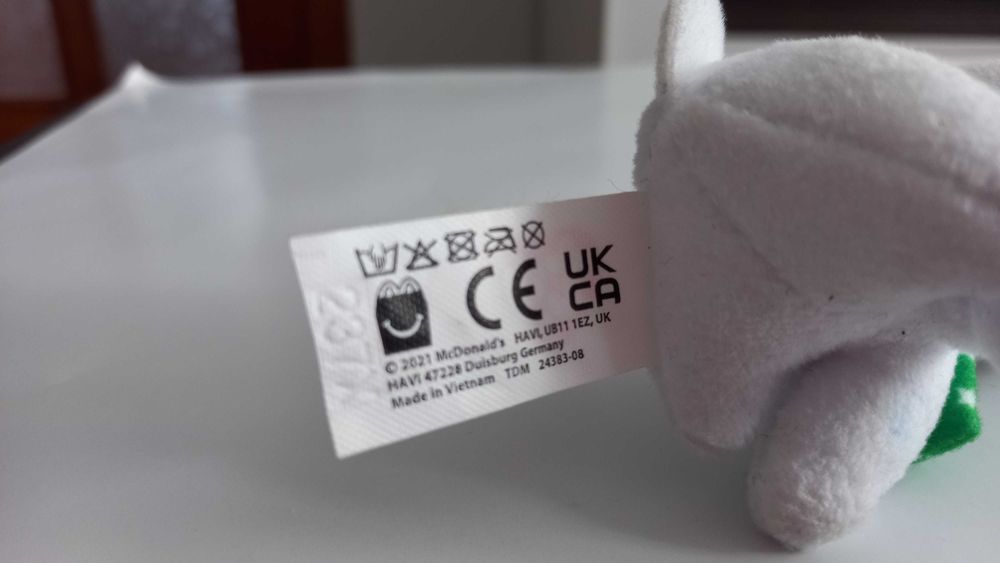 CE
UK
CA
© 2021 McDonald's HAVI, UB11 1EZ, UK
HAVI 47228 Duisburg Germany
Made in Vietnam TDM 24383-08